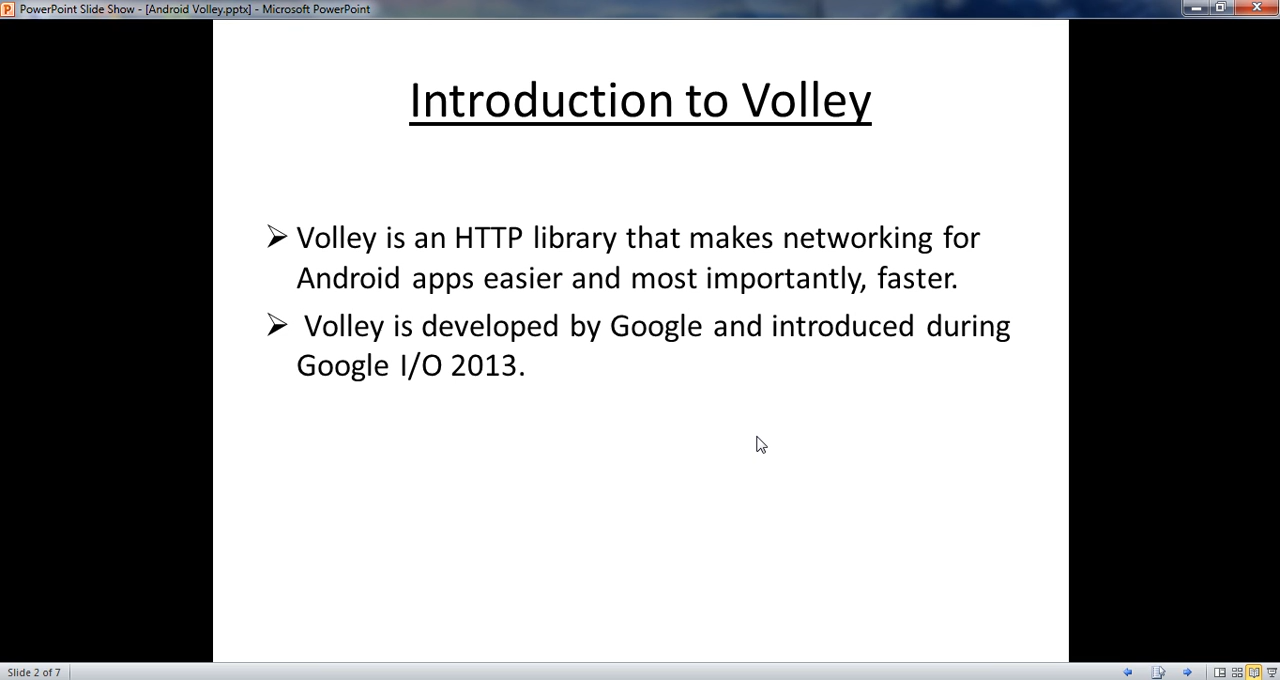 PowerPoint Slide Show - [Android Volley.pptx] - Microsoft PowerPoint
Introduction to Volley
➢ Volley is an HTTP library that makes networking for
Android apps easier and most importantly, faster.
➢ Volley is developed by Google and introduced during
Google I/O 2013.
Slide 2 of 7